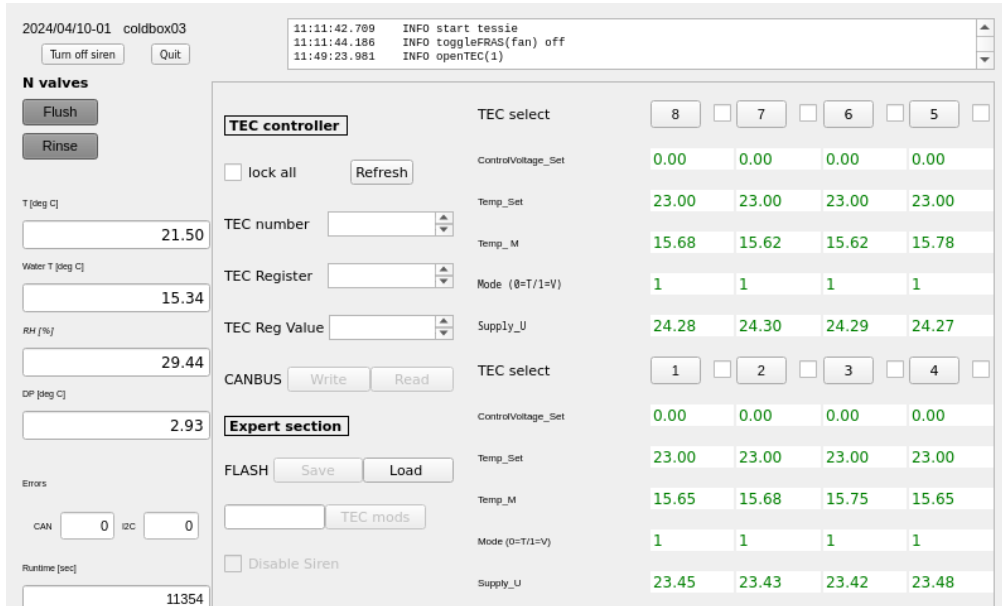 2024/04/10-01 coldbox03
Turn off siren Quit
11:11:42.709 INFO start tessie
11:11:44.186 INFO toggleFRAS(fan) off
11:49:23.981 INFO openTEC(1)
N valves
Flush
Rinse
T [deg C]
21.50
Water T [deg C]
15.34
RH [%]
29.44
DP [deg C]
2.93
Errors
CAN 0 I2C 0
Runtime [sec]
11354
TEC controller
lock all Refresh
TEC number
TEC Register
TEC Reg Value
CANBUS Write Read
Expert section
FLASH Save Load
TEC mods
Disable Siren
TEC select 8 7 6 5
ControlVoltage_Set 0.00 0.00 0.00 0.00
Temp_Set 23.00 23.00 23.00 23.00
Temp_ M 15.68 15.62 15.62 15.78
Mode (0=T/1=V) 1 1 1 1
Supply_U 24.28 24.30 24.29 24.27
TEC select 1 2 3 4
ControlVoltage_Set 0.00 0.00 0.00 0.00
Temp_Set 23.00 23.00 23.00 23.00
Temp_M 15.65 15.68 15.75 15.65
Mode (0=T/1=V) 1 1 1 1
Supply_U 23.45 23.43 23.42 23.48